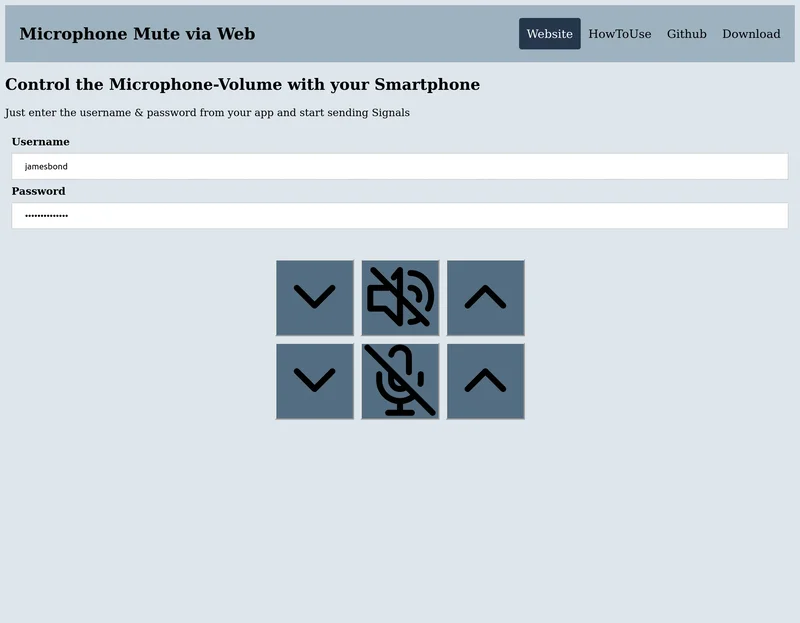 Microphone Mute via Web
Website HowToUse Github Download
Control the Microphone-Volume with your Smartphone
Just enter the username & password from your app and start sending Signals
Username
jamesbond
Password
••••••••••••••